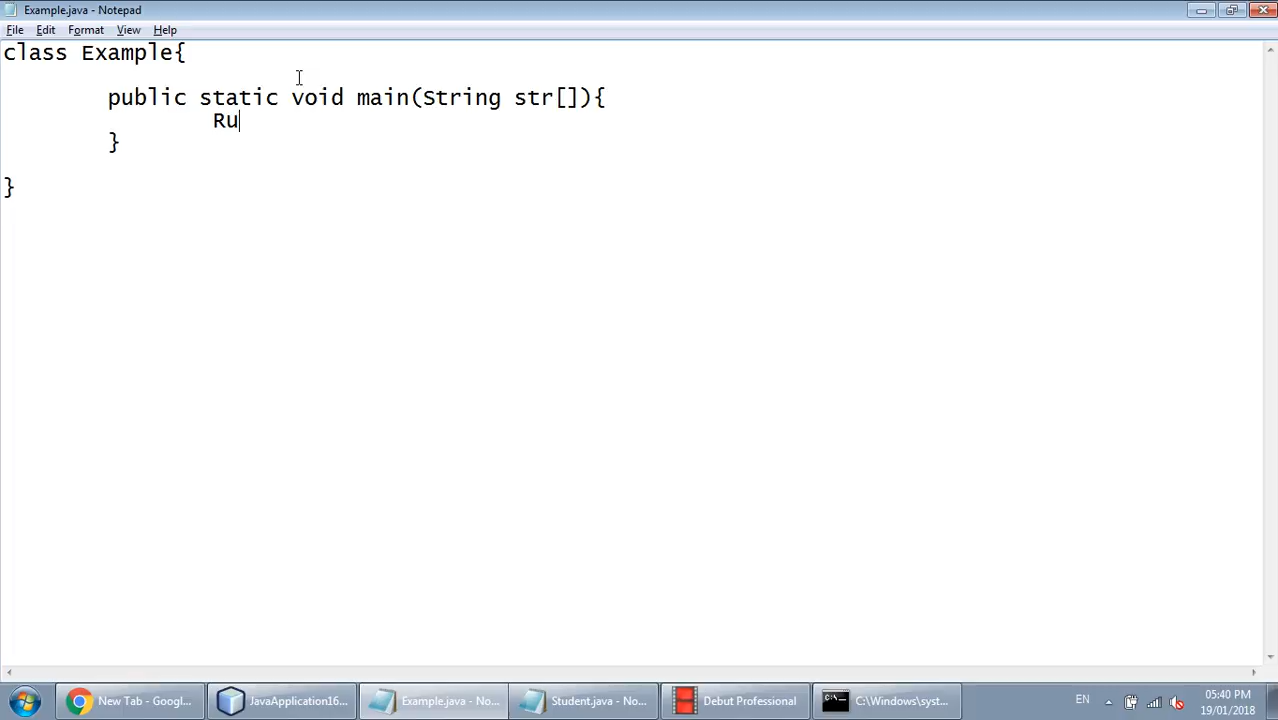 Example.java - Notepad
File Edit Format View Help
class Example{
public static void main(String str[]){
Ru
}
}
New Tab - Googl...
JavaApplication16...
Example.java - No...
Student.java - No...
Debut Professional
C:\Windows\syst...
EN
05:40 PM
19/01/2018